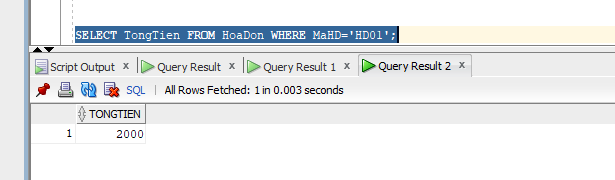 SELECT TongTien FROM HoaDon WHERE MaHD='HD01';
Script Output x Query Result x Query Result 1 x Query Result 2 x
SQL | All Rows Fetched: 1 in 0.003 seconds
TONGTIEN
1 2000